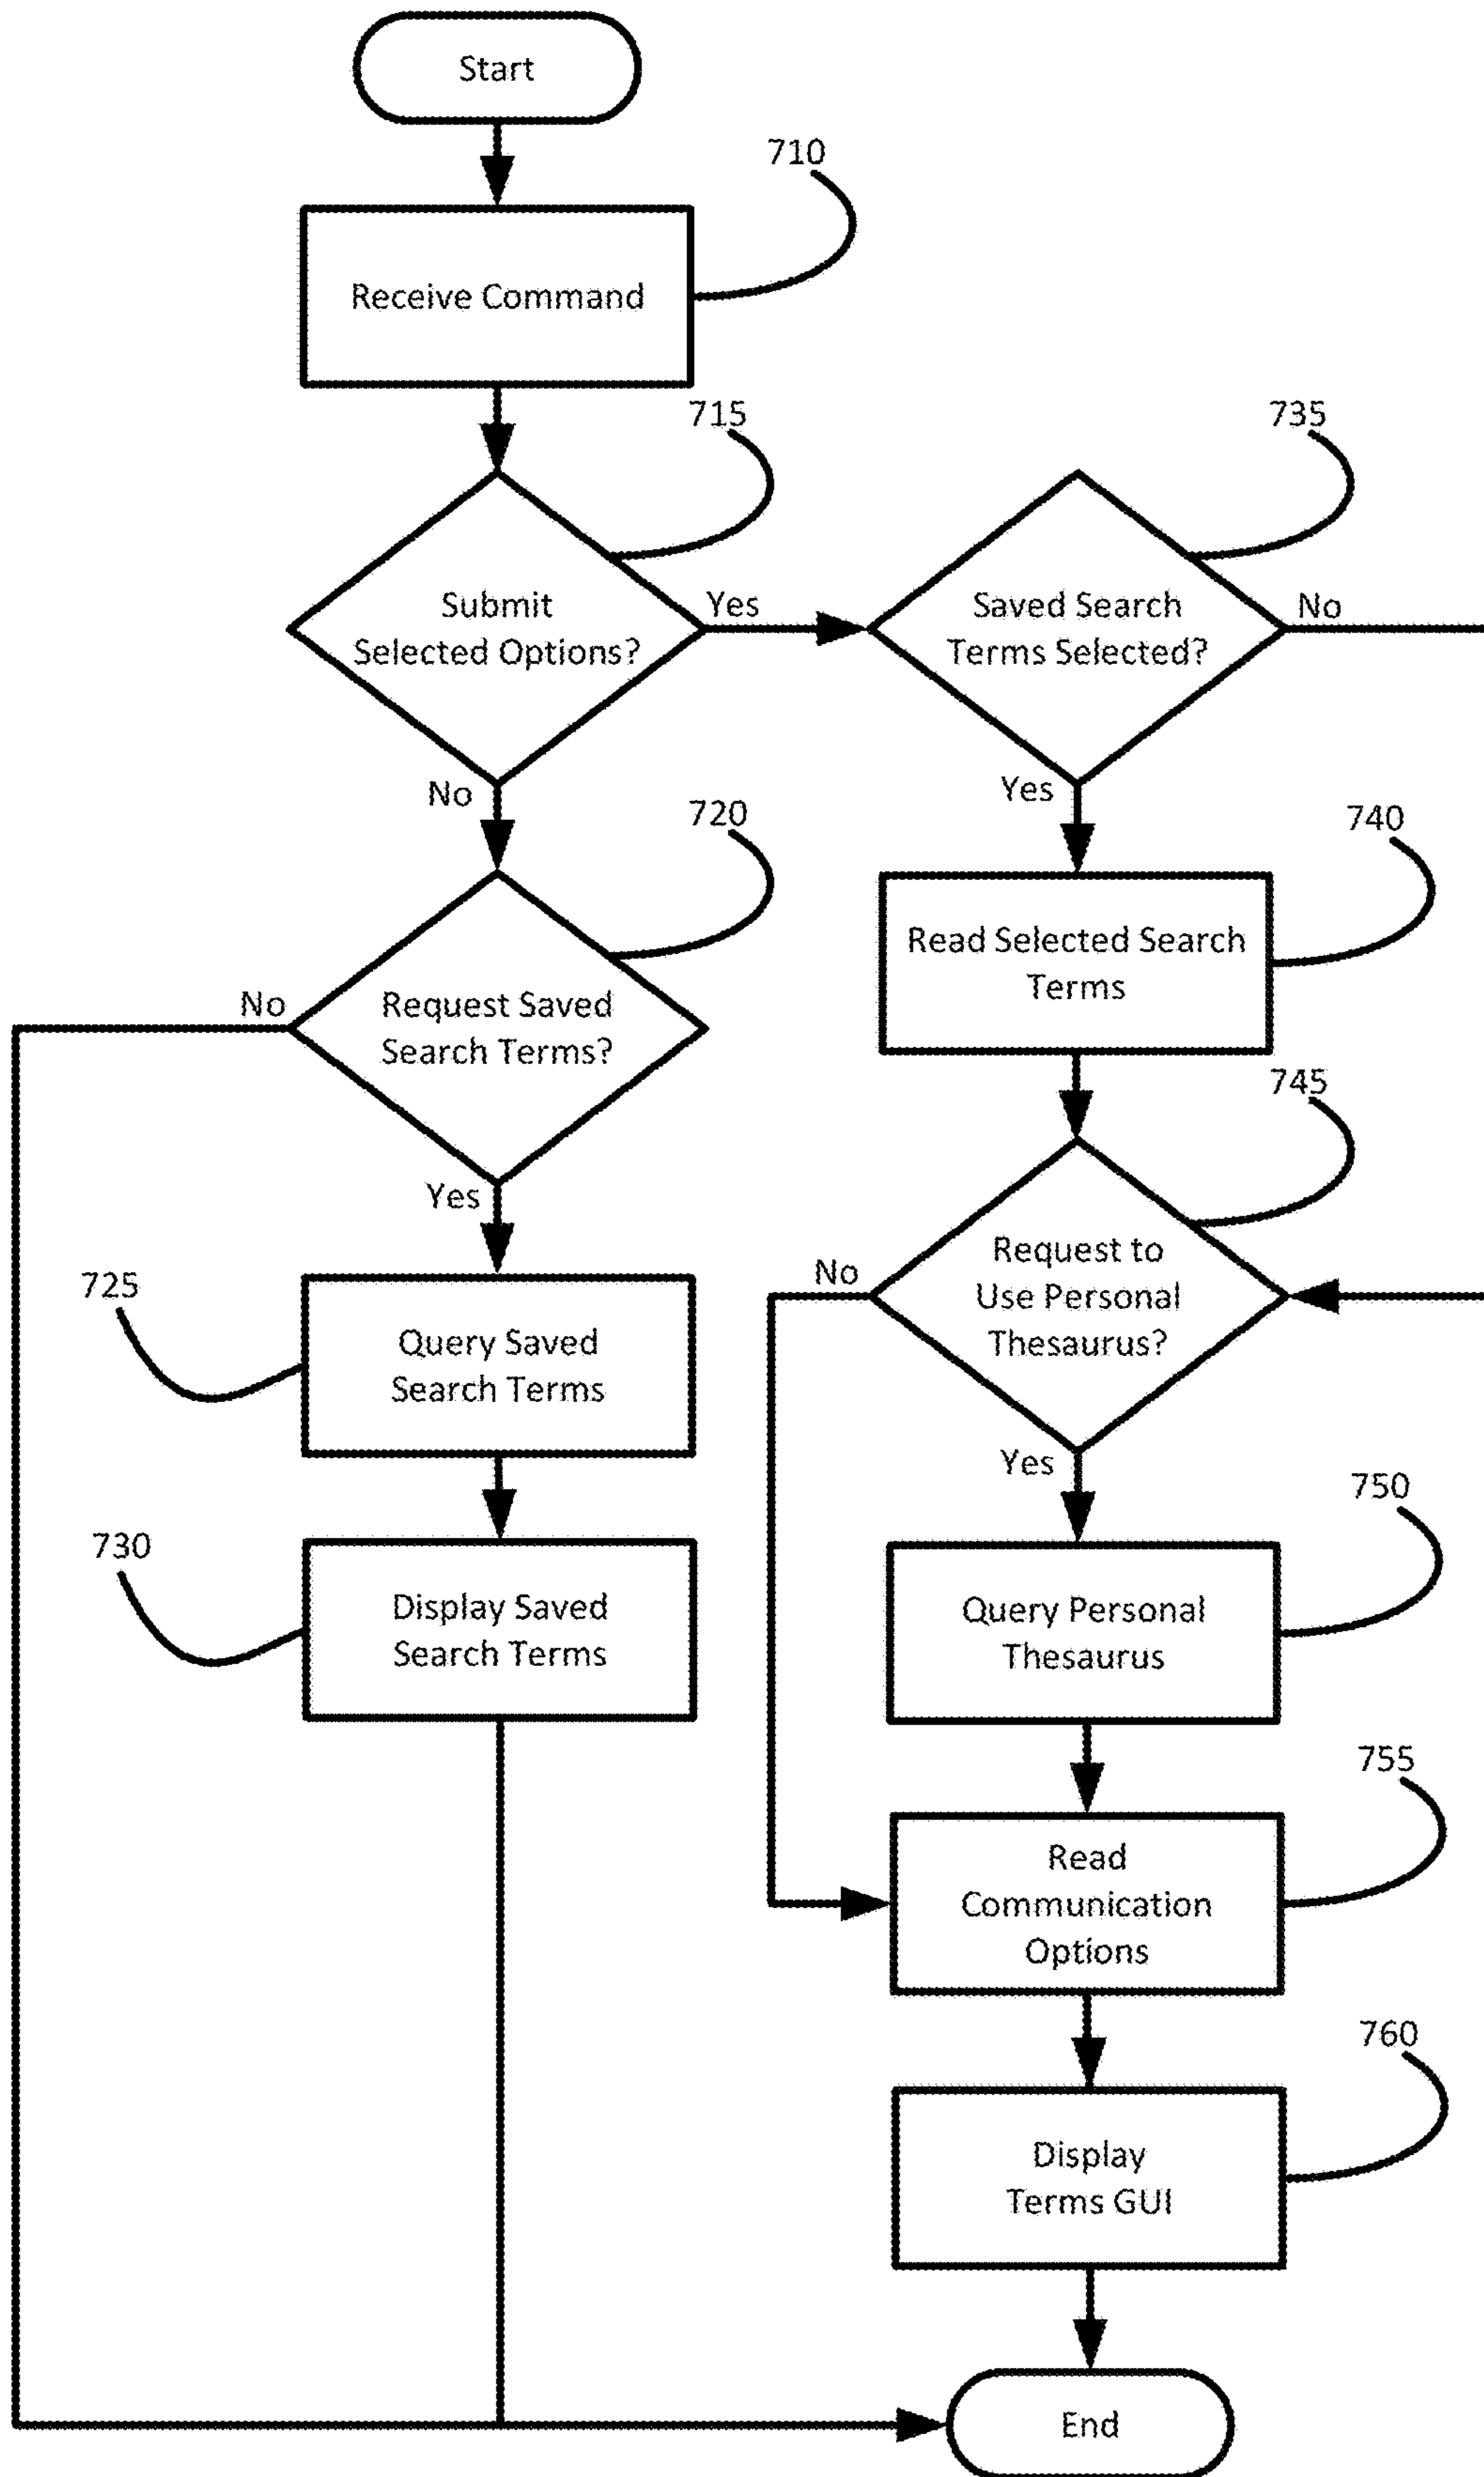 Start
710
Receive Command
715
735
Submit
Selected Options?
Yes
Saved Search
Terms Selected?
No
No
Yes
720
740
Request Saved
Search Terms?
No
Read Selected Search
Terms
745
Yes
725
Query Saved
Search Terms
No
Request to
Use Personal
Thesaurus?
Yes
750
730
Display Saved
Search Terms
Query Personal
Thesaurus
755
Read
Communication
Options
760
Display
Terms GUI
End